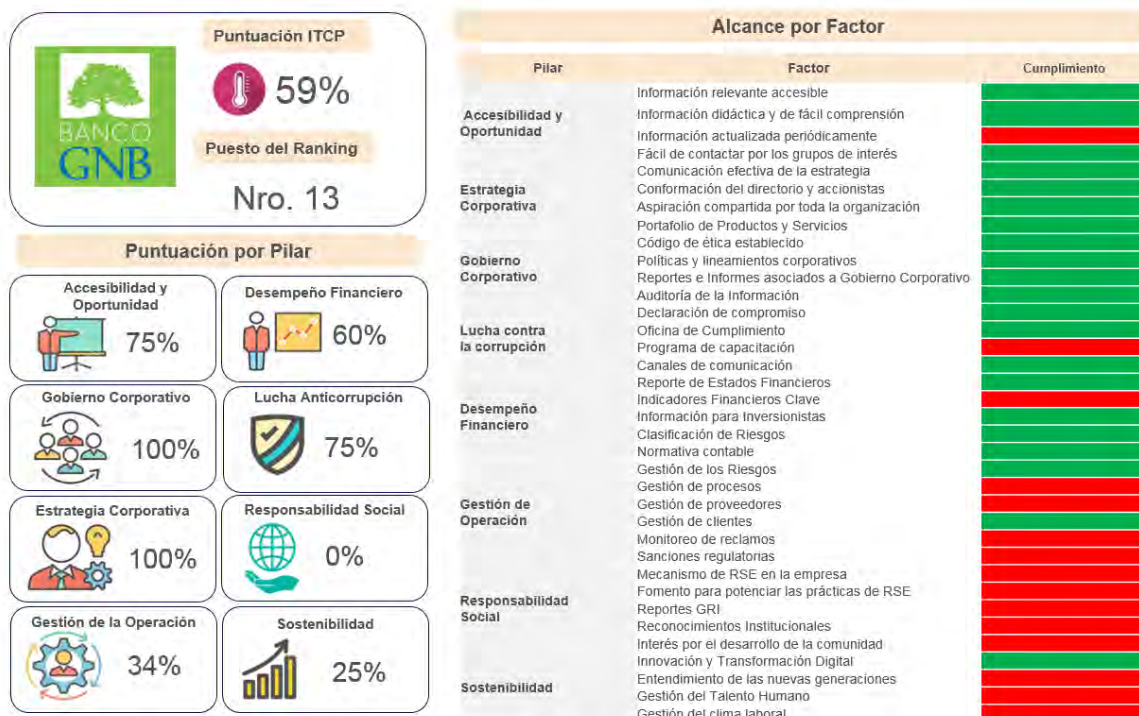 Puntuación ITCP
59%
BANCO
GNB
Puesto del Ranking
Nro. 13
Puntuación por Pilar
Accesibilidad y
Oportunidad
75%
Desempeño Financiero
60%
Gobierno Corporativo
100%
Lucha Anticorrupción
75%
Estrategia Corporativa
100%
Responsabilidad Social
0%
Gestión de la Operación
34%
Sostenibilidad
25%
Alcance por Factor
Pilar Factor Cumplimiento
Accesibilidad y
Oportunidad
Información relevante accesible
Información didáctica y de fácil comprensión
Información actualizada periódicamente
Fácil de contactar por los grupos de interés
Estrategia
Corporativa
Comunicación efectiva de la estrategia
Conformación del directorio y accionistas
Aspiración compartida por toda la organización
Portafolio de Productos y Servicios
Gobierno
Corporativo
Código de ética establecido
Políticas y lineamientos corporativos
Reportes e Informes asociados a Gobierno Corporativo
Auditoría de la Información
Lucha contra
la corrupción
Declaración de compromiso
Oficina de Cumplimiento
Programa de capacitación
Canales de comunicación
Desempeño
Financiero
Reporte de Estados Financieros
Indicadores Financieros Clave
Información para Inversionistas
Clasificación de Riesgos
Normativa contable
Gestión de
Operación
Gestión de los Riesgos
Gestión de procesos
Gestión de proveedores
Gestión de clientes
Monitoreo de reclamos
Sanciones regulatorias
Responsabilidad
Social
Mecanismo de RSE en la empresa
Fomento para potenciar las prácticas de RSE
Reportes GRI
Reconocimientos Institucionales
Interés por el desarrollo de la comunidad
Sostenibilidad
Innovación y Transformación Digital
Entendimiento de las nuevas generaciones
Gestión del Talento Humano
Gestión del clima laboral